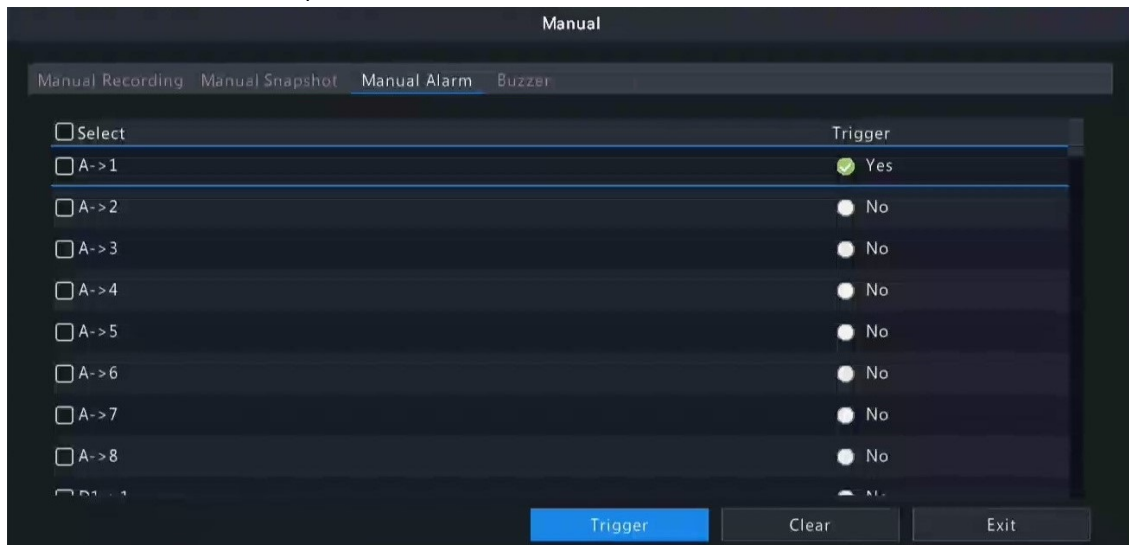 Manual
Manual Recording Manual Snapshot Manual Alarm Buzzer
Select Trigger
A->1 Yes
A->2 No
A->3 No
A->4 No
A->5 No
A->6 No
A->7 No
A->8 No
Trigger Clear Exit